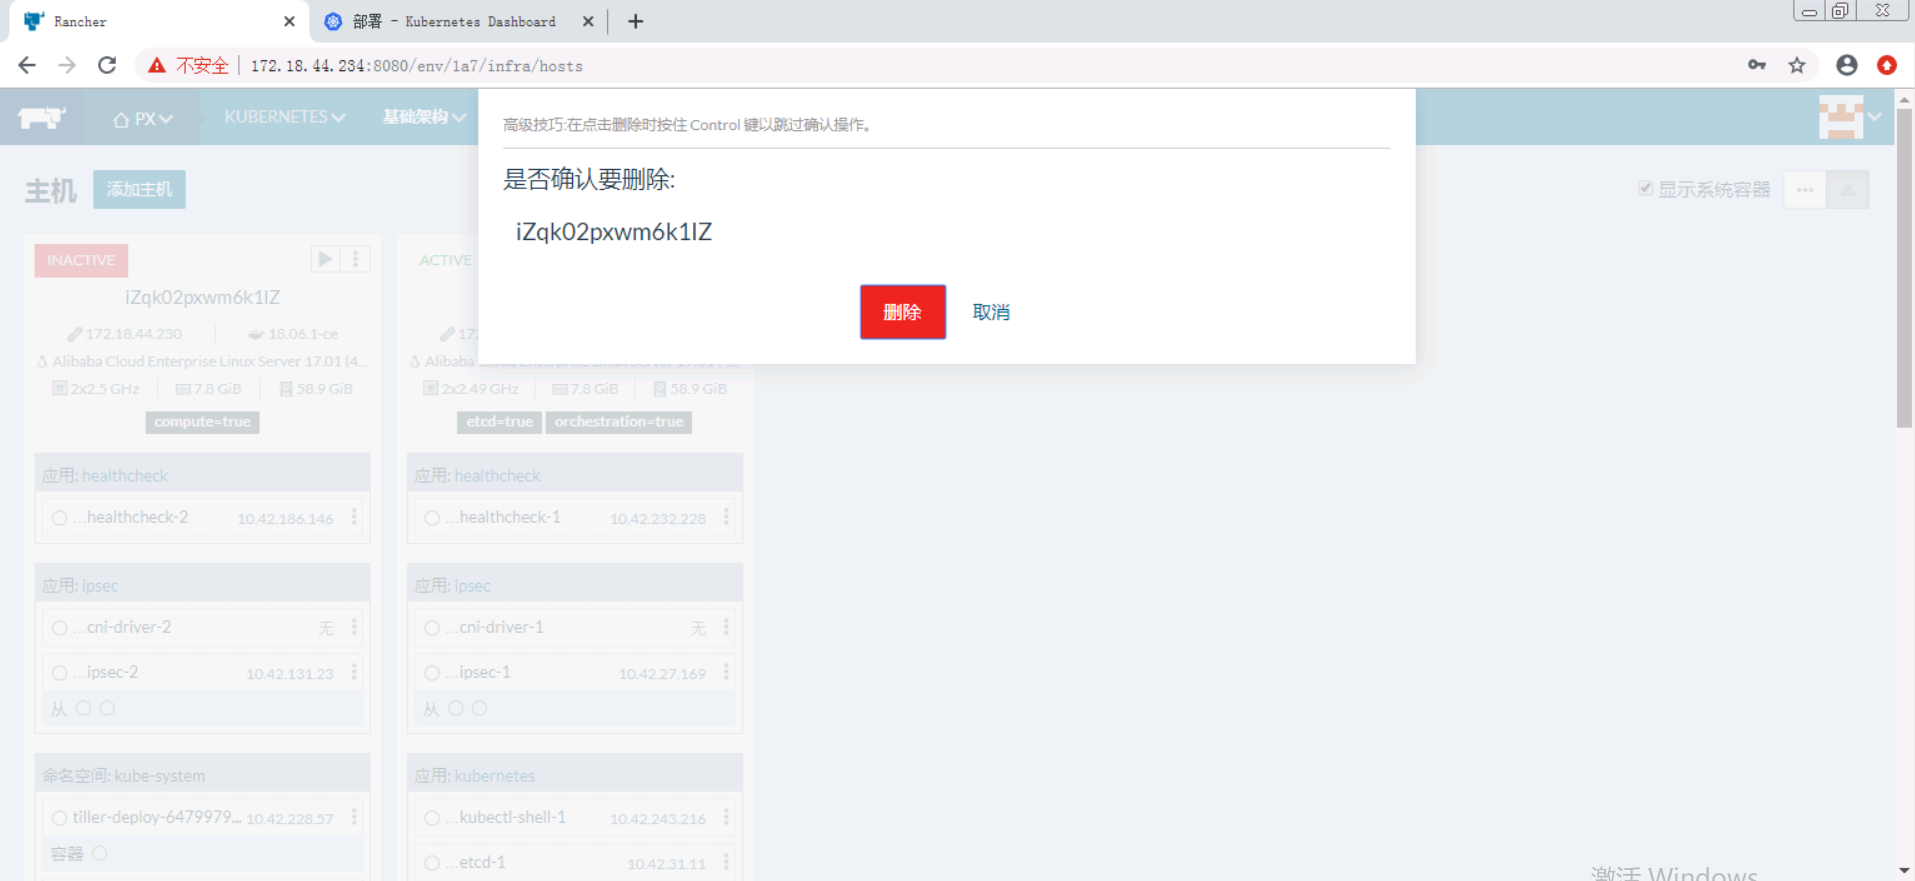 Rancher
部署 - Kubernetes Dashboard
不安全 172.18.44.234:8080/env/1a7/infra/hosts
PX KUBERNETES 基础架构
高级技巧:在点击删除时按住 Control 键以跳过确认操作。
是否确认要删除:
iZqk02pxwm6k1IZ
删除 取消
主机 添加主机
显示系统容器
INACTIVE
iZqk02pxwm6k1IZ
172.18.44.230 18.06.1-ce
Alibaba Cloud Enterprise Linux Server 17.01 (4...
2x2.5 GHz 7.8 GiB 58.9 GiB
compute=true
应用: healthcheck
...healthcheck-2 10.42.186.146
应用: ipsec
...cni-driver-2 无
...ipsec-2 10.42.131.23
从
命名空间: kube-system
tiller-deploy-6479979... 10.42.228.57
容器
ACTIVE
17
Alibaba
2x2.49 GHz 7.8 GiB 58.9 GiB
etcd=true orchestration=true
应用: healthcheck
...healthcheck-1 10.42.232.228
应用: ipsec
...cni-driver-1 无
...ipsec-1 10.42.27.169
从
应用: kubernetes
...kubectl-shell-1 10.42.243.216
...etcd-1 10.42.31.11
激活 Windows